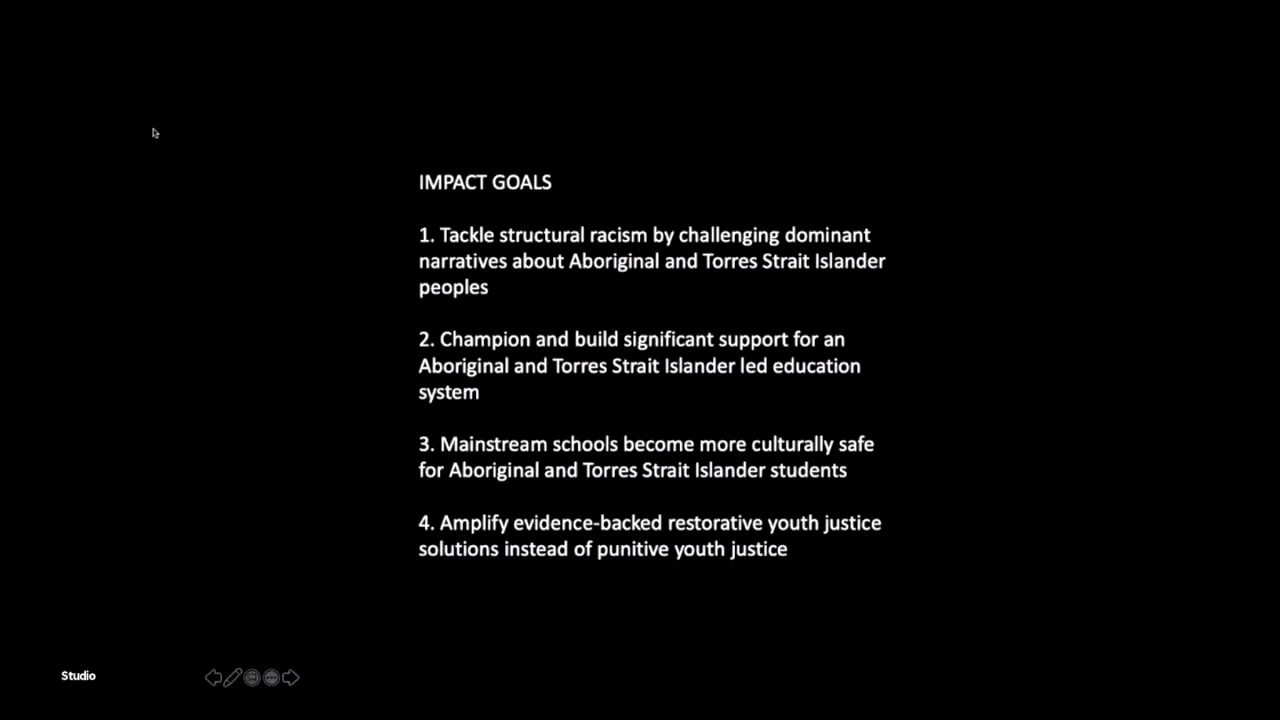 IMPACT GOALS
1. Tackle structural racism by challenging dominant
narratives about Aboriginal and Torres Strait Islander
peoples
2. Champion and build significant support for an
Aboriginal and Torres Strait Islander led education
system
3. Mainstream schools become more culturally safe
for Aboriginal and Torres Strait Islander students
4. Amplify evidence-backed restorative youth justice
solutions instead of punitive youth justice
Studio